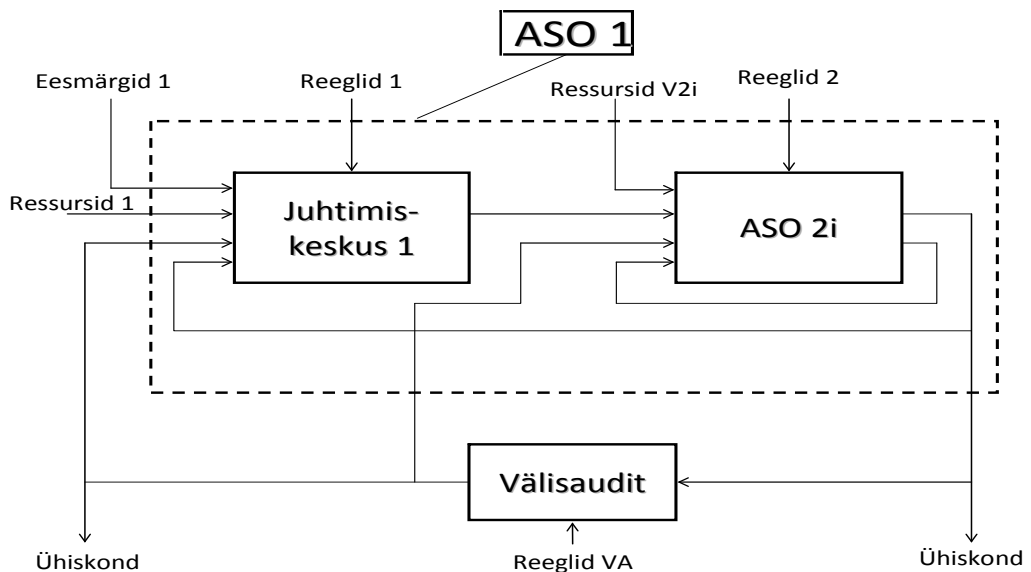 ASO 1
Eesmärgid 1
Reeglid 1
Ressursid V2i
Reeglid 2
Ressursid 1
Juhtimis-
keskus 1
ASO 2i
Välisaudit
Ühiskond
Reeglid VA
Ühiskond